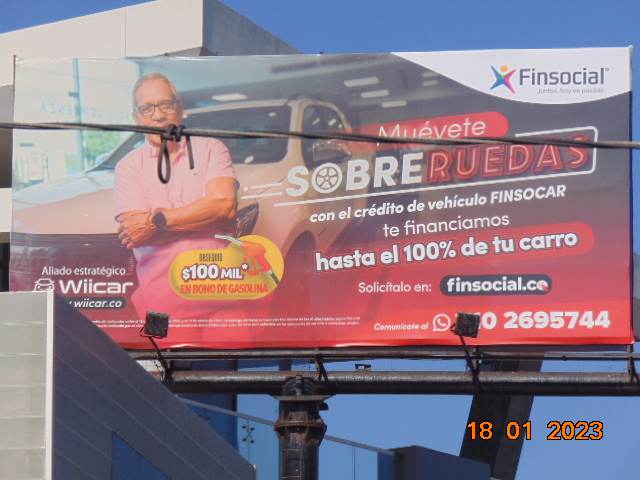 Finsocial
Juntos, hoy es posible
Muévete
SOBRE RUEDAS
con el crédito de vehículo FINSOCAR
te financiamos
hasta el 100% de tu carro
Solicítalo en: finsocial.co
Comunícate al 0 2695744
OBSEQUIO
$100 MIL*
EN BONO DE GASOLINA
Aliado estratégico
Wiicar
www.wiicar.co
18 01 2023